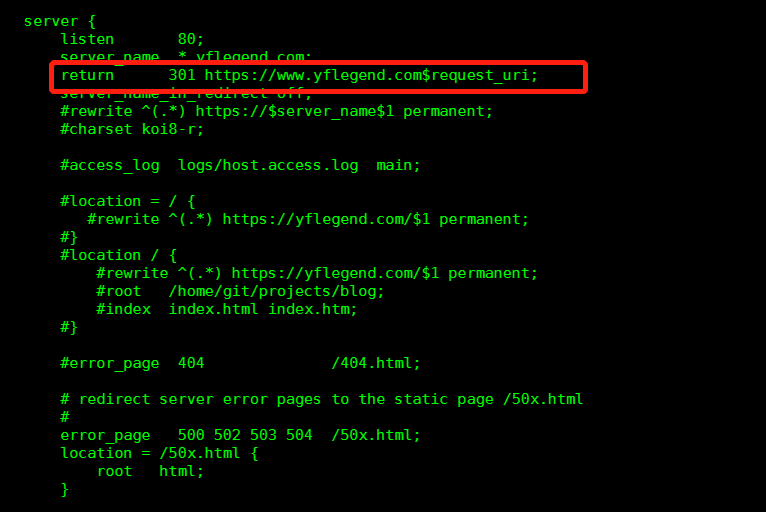 server {
    listen       80;
    server_name  *.yflegend.com;
    return      301 https://www.yflegend.com$request_uri;
    server_name_in_redirect off;
    #rewrite ^(.*) https://$server_name$1 permanent;
    #charset koi8-r;
    #access_log  logs/host.access.log  main;
    #location = / {
       #rewrite ^(.*) https://yflegend.com/$1 permanent;
    #}
    #location / {
        #rewrite ^(.*) https://yflegend.com/$1 permanent;
        #root   /home/git/projects/blog;
        #index  index.html index.htm;
    #}
    #error_page  404              /404.html;
    # redirect server error pages to the static page /50x.html
    #
    error_page   500 502 503 504  /50x.html;
    location = /50x.html {
        root   html;
    }